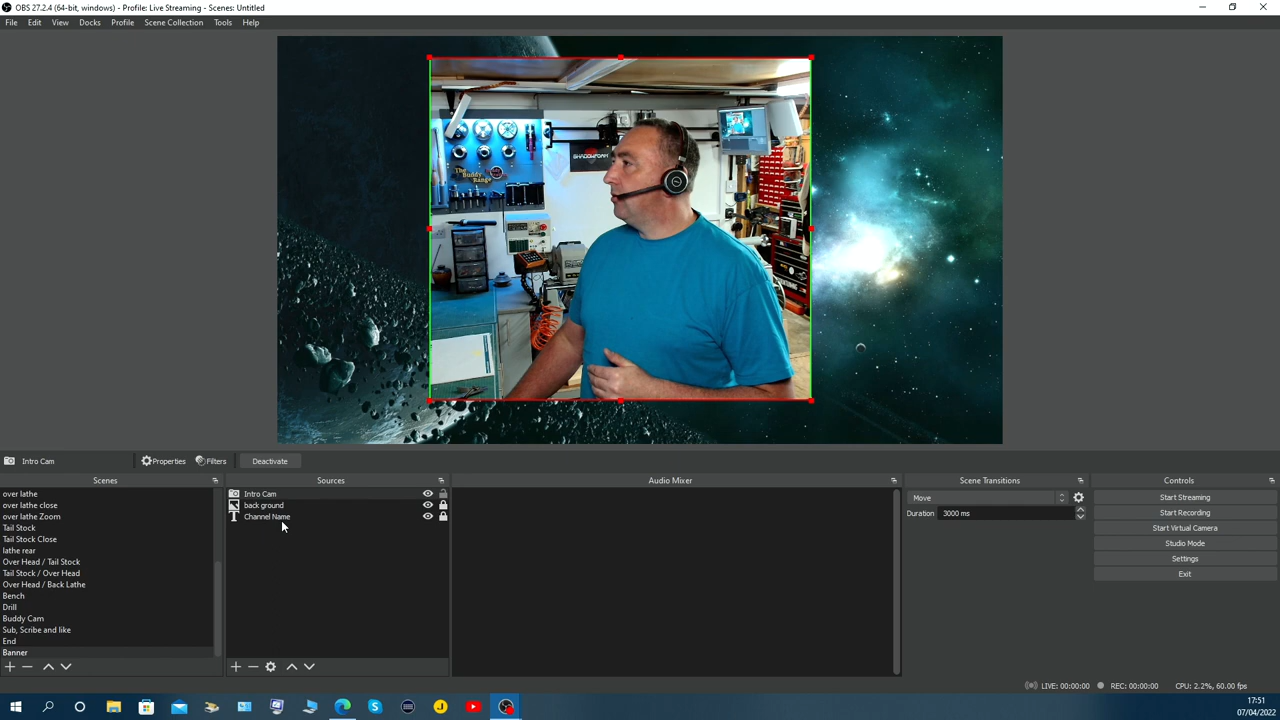 OBS 27.2.4 (64-bit, windows) - Profile: Live Streaming - Scenes: Untitled
File Edit View Docks Profile Scene Collection Tools Help
SHADOWFORM
The
Buddy
Range
Intro Cam Properties Filters Deactivate
Scenes
over lathe
over lathe close
over lathe Zoom
Tail Stock
Tail Stock Close
lathe rear
Over Head / Tail Stock
Tail Stock / Over Head
Over Head / Back Lathe
Bench
Drill
Buddy Cam
Sub, Scribe and like
End
Banner
Sources
Intro Cam
back ground
Channel Name
Audio Mixer
Scene Transitions
Move
Duration 3000 ms
Controls
Start Streaming
Start Recording
Start Virtual Camera
Studio Mode
Settings
Exit
LIVE: 00:00:00 REC: 00:00:00 CPU: 2.2%, 60.00 fps
17:51
07/04/2022